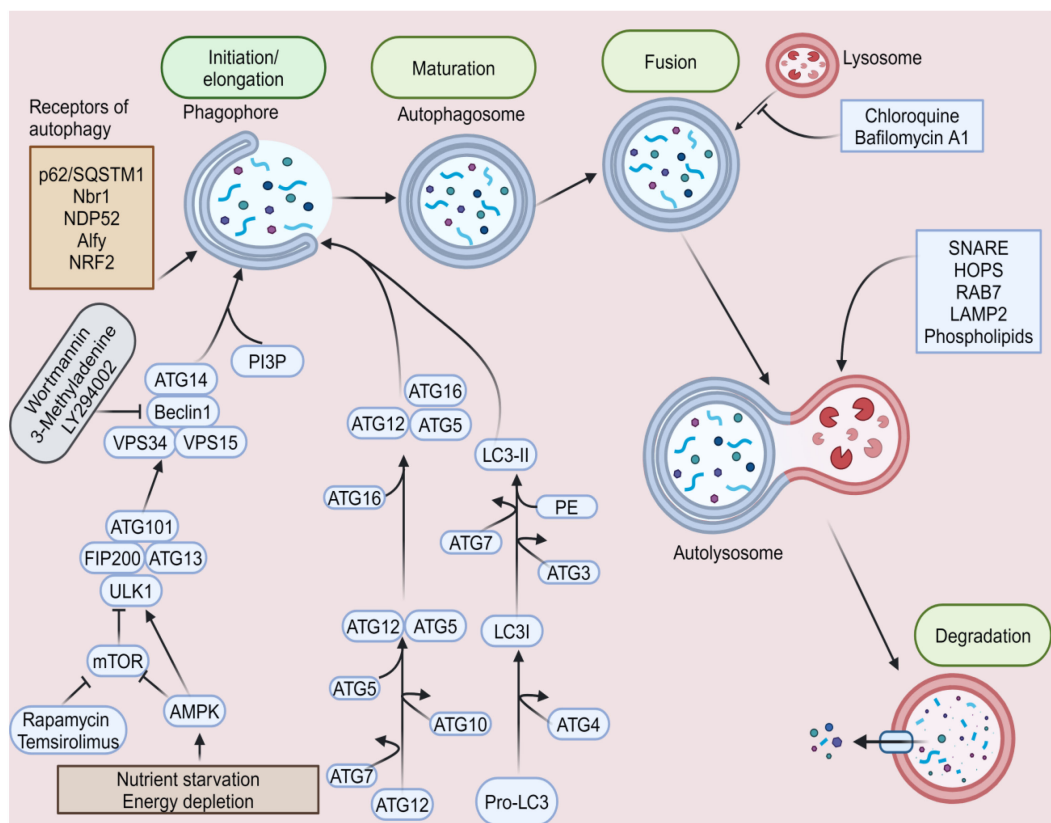 Initiation/
elongation
Phagophore
Maturation
Autophagosome
Fusion
Lysosome
Chloroquine
Bafilomycin A1
Receptors of
autophagy
p62/SQSTM1
Nbr1
NDP52
Alfy
NRF2
SNARE
HOPS
RAB7
LAMP2
Phospholipids
Wortmannin
3-Methyladenine
LY294002
PI3P
ATG14
Beclin1
VPS34
VPS15
ATG16
ATG12
ATG5
LC3-II
ATG16
PE
ATG7
ATG3
ATG101
FIP200
ATG13
ULK1
Autolysosome
ATG12
ATG5
LC3I
mTOR
ATG5
AMPK
ATG10
ATG4
Rapamycin
Temsirolimus
Degradation
ATG7
Nutrient starvation
Energy depletion
ATG12
Pro-LC3